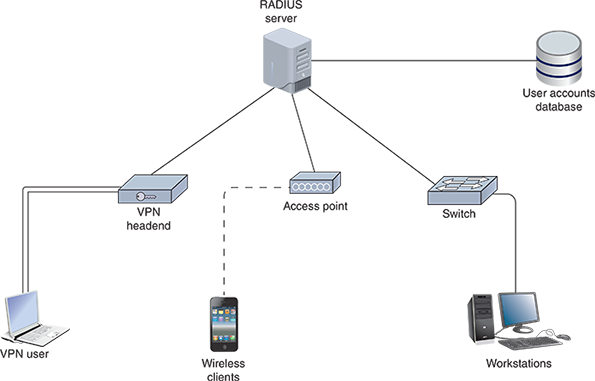 RADIUS
server
User accounts
database
VPN
headend
Access point
Switch
VPN user
Wireless
clients
Workstations